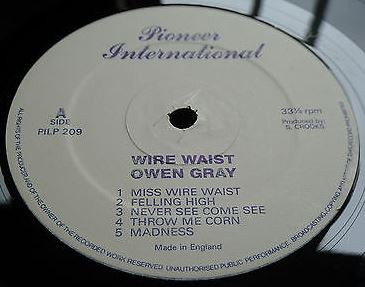 Pioneer
International
A
SIDE
PILP 209
33⅓ rpm
Produced by:
S. CROOKS
WIRE WAIST
OWEN GRAY
1 MISS WIRE WAIST
2 FELLING HIGH
3 NEVER SEE COME SEE
4 THROW ME CORN
5 MADNESS
Made in England
ALL RIGHTS OF THE RECORD PRODUCER AND OF THE OWNER OF THE RECORDED WORK RESERVED. UNAUTHORISED PUBLIC PERFORMANCE, BROADCASTING, COPYING